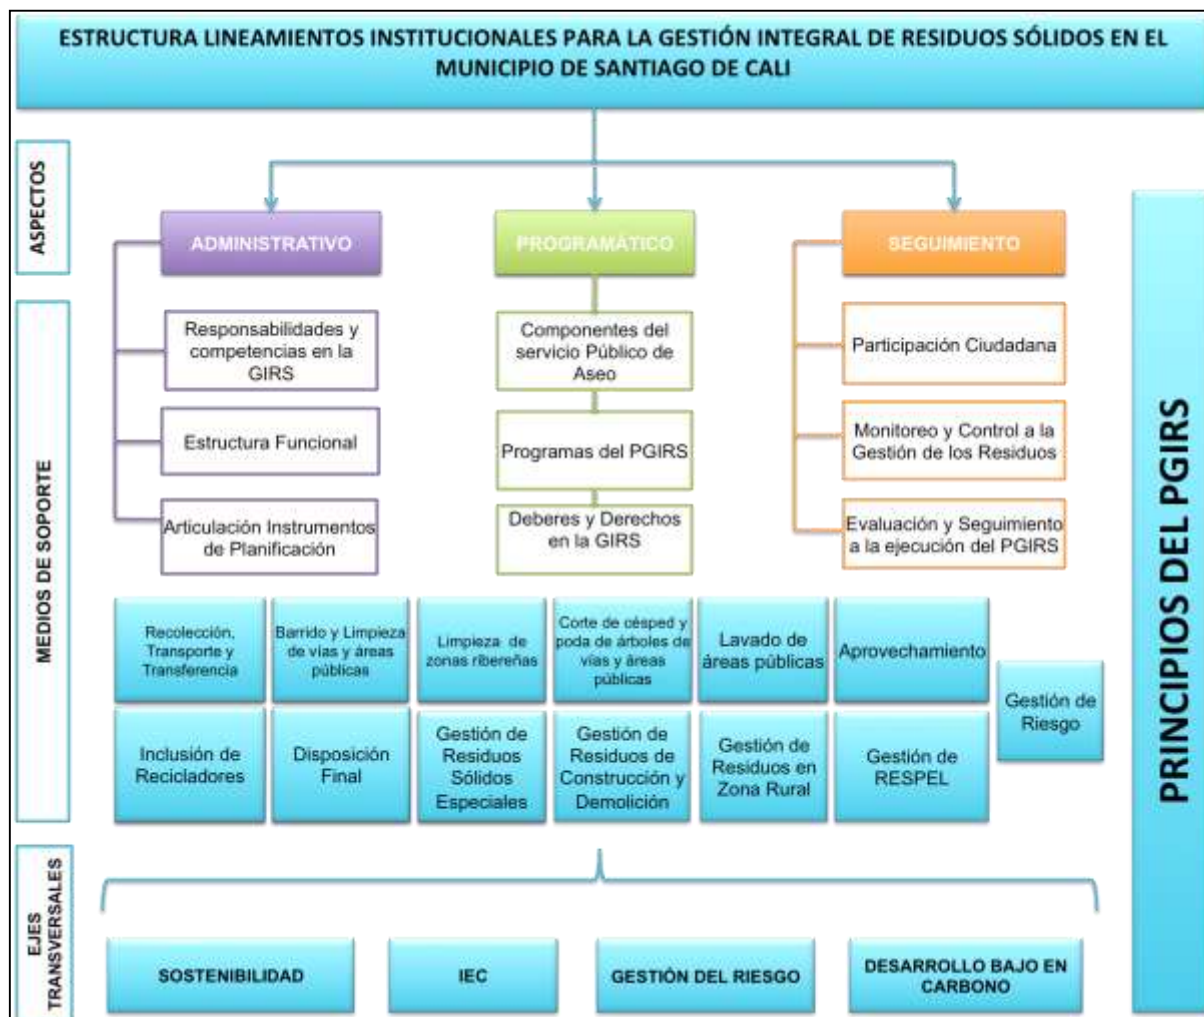 ESTRUCTURA LINEAMIENTOS INSTITUCIONALES PARA LA GESTIÓN INTEGRAL DE RESIDUOS SÓLIDOS EN EL
MUNICIPIO DE SANTIAGO DE CALI
ASPECTOS
ADMINISTRATIVO
PROGRAMÁTICO
SEGUIMIENTO
MEDIOS DE SOPORTE
Responsabilidades y
competencias en la
GIRS
Estructura Funcional
Articulación Instrumentos
de Planificación
Componentes del
servicio Público de
Aseo
Programas del PGIRS
Deberes y Derechos
en la GIRS
Participación Ciudadana
Monitoreo y Control a la
Gestión de los Residuos
Evaluación y Seguimiento
a la ejecución del PGIRS
Recolección,
Transporte y
Transferencia
Barrido y Limpieza
de vías y áreas
públicas
Limpieza de
zonas ribereñas
Corte de césped y
poda de árboles de
vías y áreas
públicas
Lavado de
áreas públicas
Aprovechamiento
Gestión de
Riesgo
Inclusión de
Recicladores
Disposición
Final
Gestión de
Residuos
Sólidos
Especiales
Gestión de
Residuos de
Construcción y
Demolición
Gestión de
Residuos en
Zona Rural
Gestión de
RESPEL
EJES
TRANSVERSALES
SOSTENIBILIDAD
IEC
GESTIÓN DEL RIESGO
DESARROLLO BAJO EN
CARBONO
PRINCIPIOS DEL PGIRS